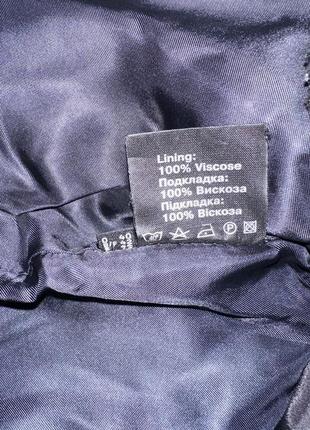 Lining:
100% Viscose
Подкладка:
100% Вискоза
Підкладка:
100% Віскоза